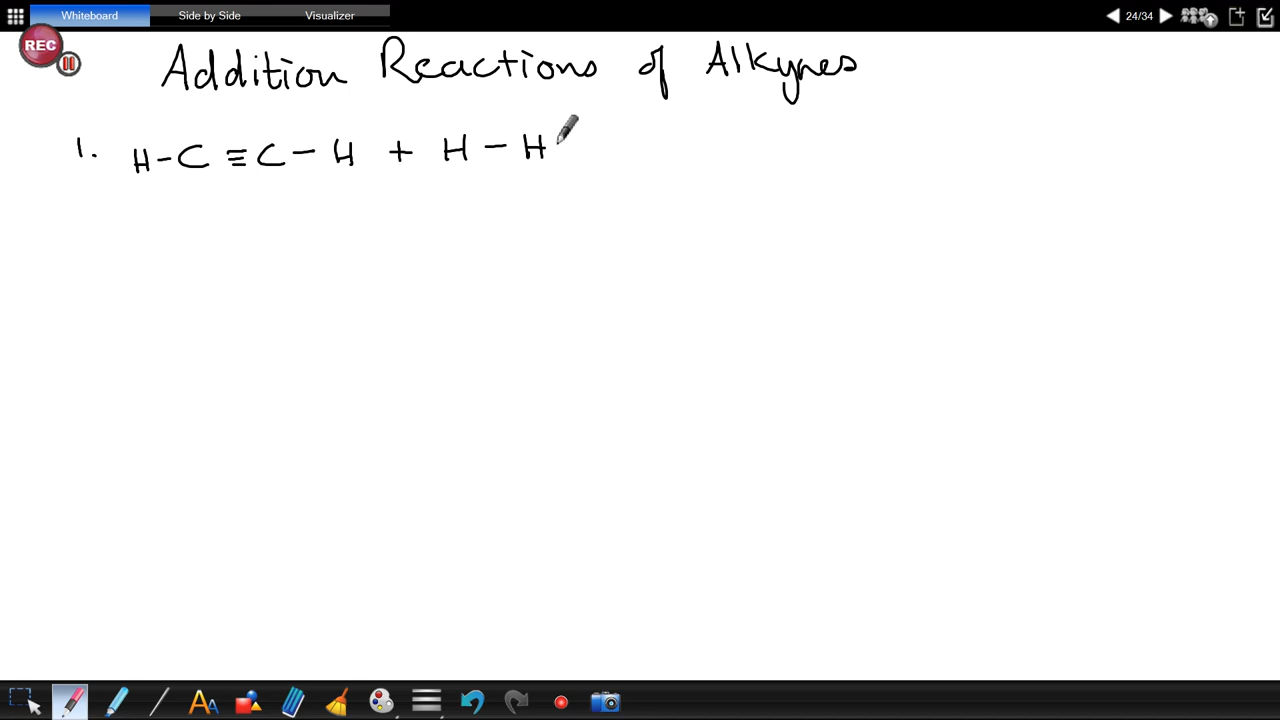 Whiteboard Side by Side Visualizer 24/34
REC
Addition Reactions of Alkynes
1. H-C≡C-H + H-H